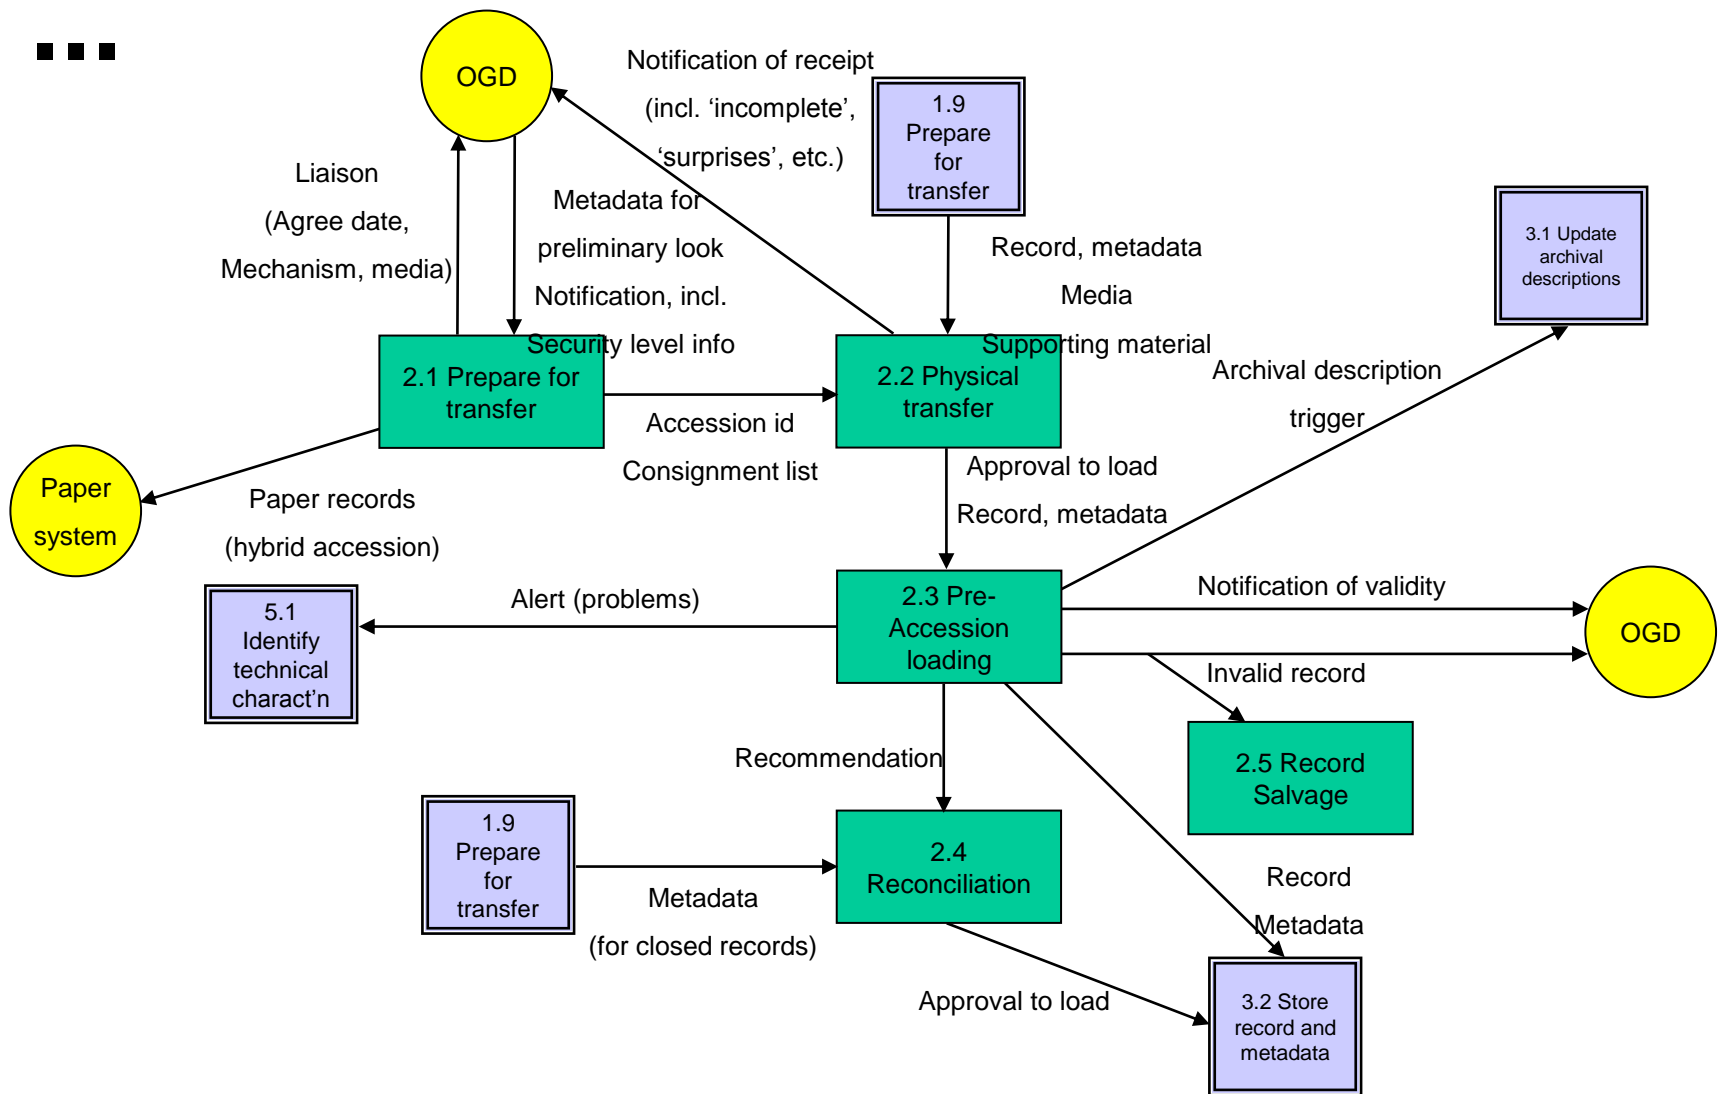 OGD
Notification of receipt
(incl. ‘incomplete’,
‘surprises’, etc.)
1.9
Prepare
for
transfer
Liaison
(Agree date,
Mechanism, media)
Metadata for
preliminary look
Notification, incl.
Security level info
Record, metadata
Media
Supporting material
3.1 Update
archival
descriptions
2.1 Prepare for
transfer
2.2 Physical
transfer
Archival description
trigger
Accession id
Consignment list
Paper
system
Paper records
(hybrid accession)
Approval to load
Record, metadata
5.1
Identify
technical
charact’n
Alert (problems)
2.3 Pre-
Accession
loading
Notification of validity
OGD
Invalid record
Recommendation
2.5 Record
Salvage
1.9
Prepare
for
transfer
Metadata
(for closed records)
2.4
Reconciliation
Record
Metadata
Approval to load
3.2 Store
record and
metadata